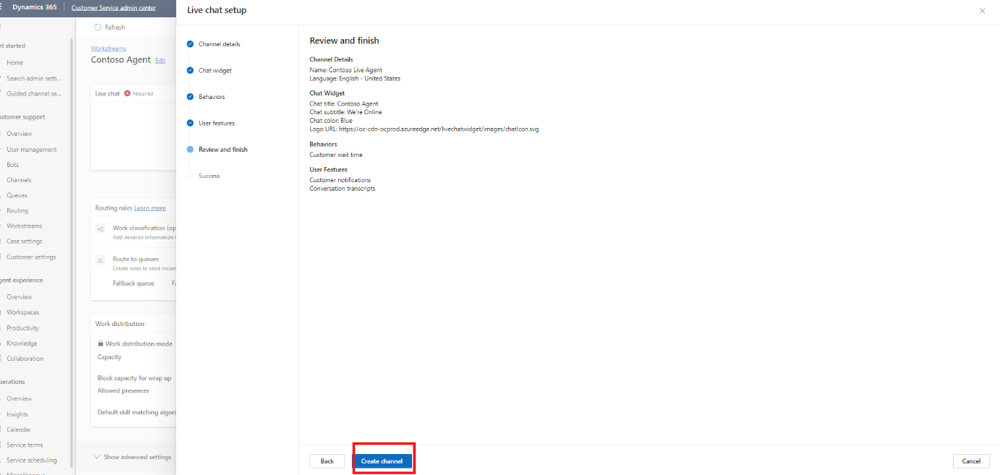 Dynamics 365
Customer Service admin center
Live chat setup
Refresh
Workstreams
Contoso Agent Edit
Live chat Required
Routing rules Learn more
Work classification (op
Add detailed information t
Route to queues
Create rules to send incom
Fallback queue Fa
Work distribution
Work distribution mode
Capacity
Block capacity for wrap up
Allowed presences
Default skill matching algori
Show advanced settings
et started
Home
Search admin setti...
Guided channel se...
ustomer support
Overview
User management
Bots
Channels
Queues
Routing
Workstreams
Case settings
Customer settings
gent experience
Overview
Workspaces
Productivity
Knowledge
Collaboration
perations
Overview
Insights
Calendar
Service terms
Service scheduling
Miscellaneous
Channel details
Chat widget
Behaviors
User features
Review and finish
Success
Review and finish
Channel Details
Name: Contoso Live Agent
Language: English - United States
Chat Widget
Chat title: Contoso Agent
Chat subtitle: We're Online
Chat color: Blue
Logo URL: https://oc-cdn-ocprod.azureedge.net/livechatwidget/images/chatIcon.svg
Behaviors
Customer wait time
User Features
Customer notifications
Conversation transcripts
Back
Create channel
Cancel